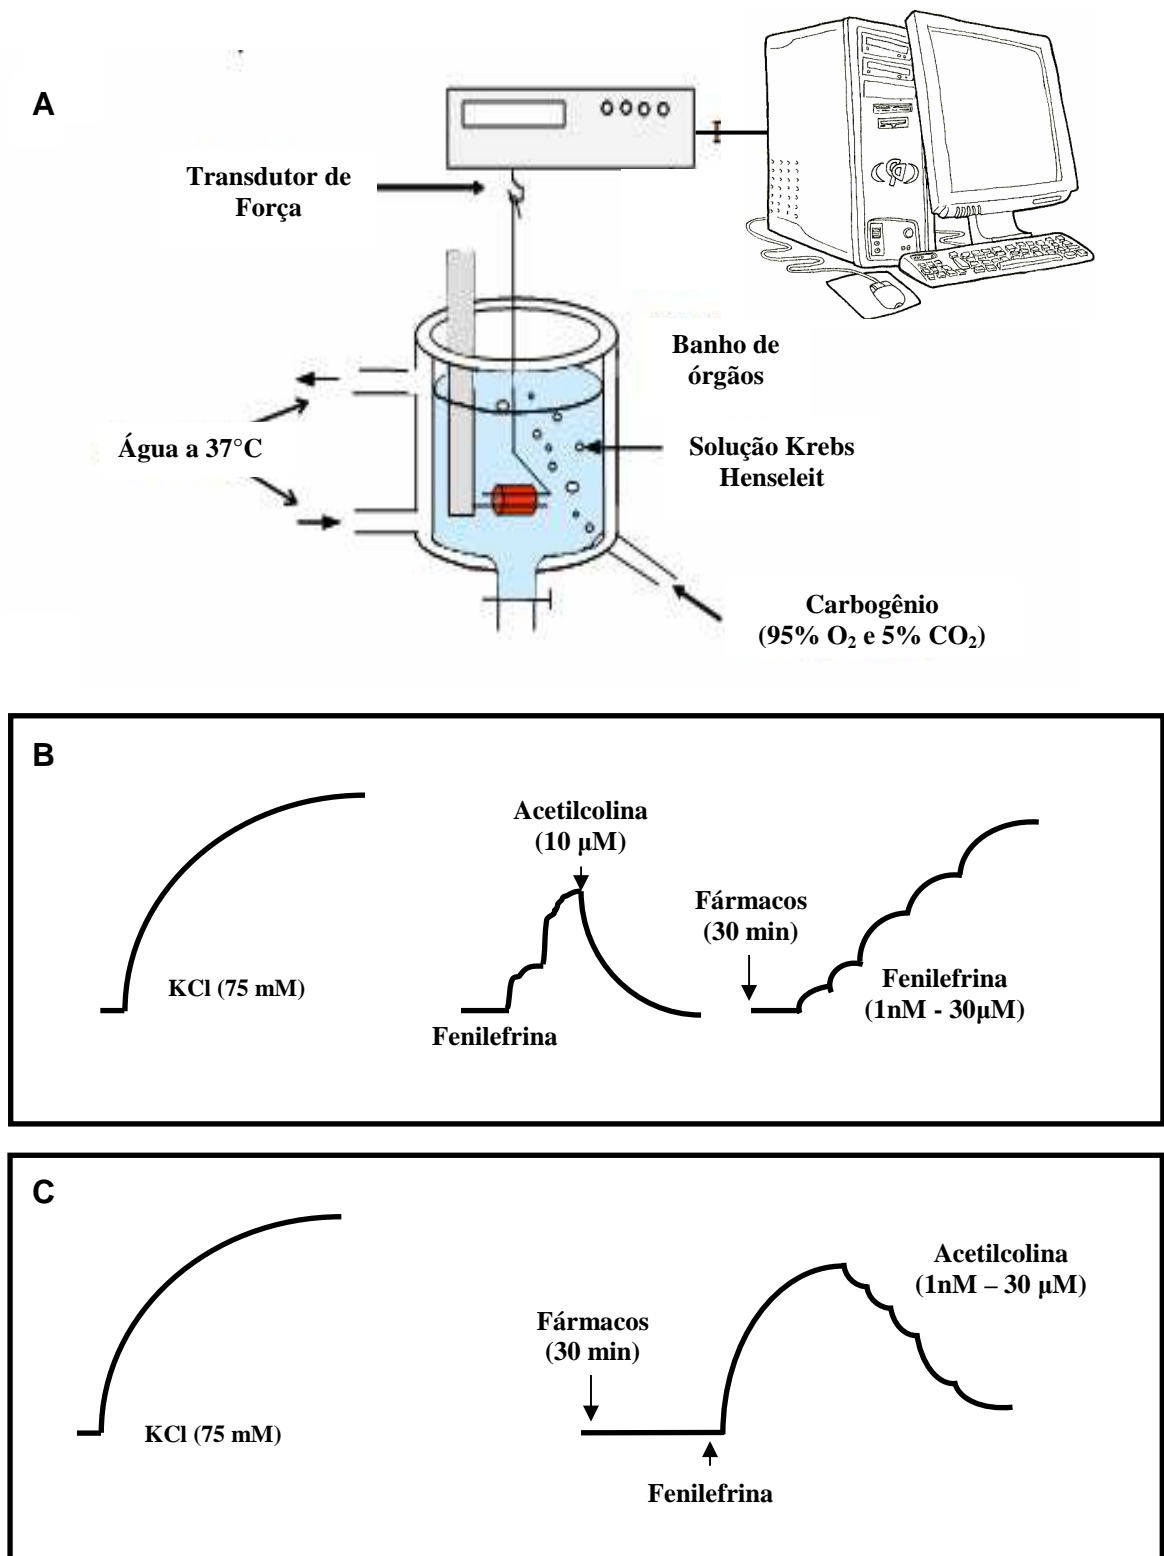 A
Transdutor de
Força
Banho de
órgãos
Água a 37°C
Solução Krebs
Henseleit
Carbogênio
(95% O₂ e 5% CO₂)
B
Acetilcolina
(10 μM)
Fármacos
(30 min)
KCl (75 mM)
Fenilefrina
(1nM - 30μM)
Fenilefrina
C
Acetilcolina
(1nM – 30 μM)
Fármacos
(30 min)
KCl (75 mM)
Fenilefrina